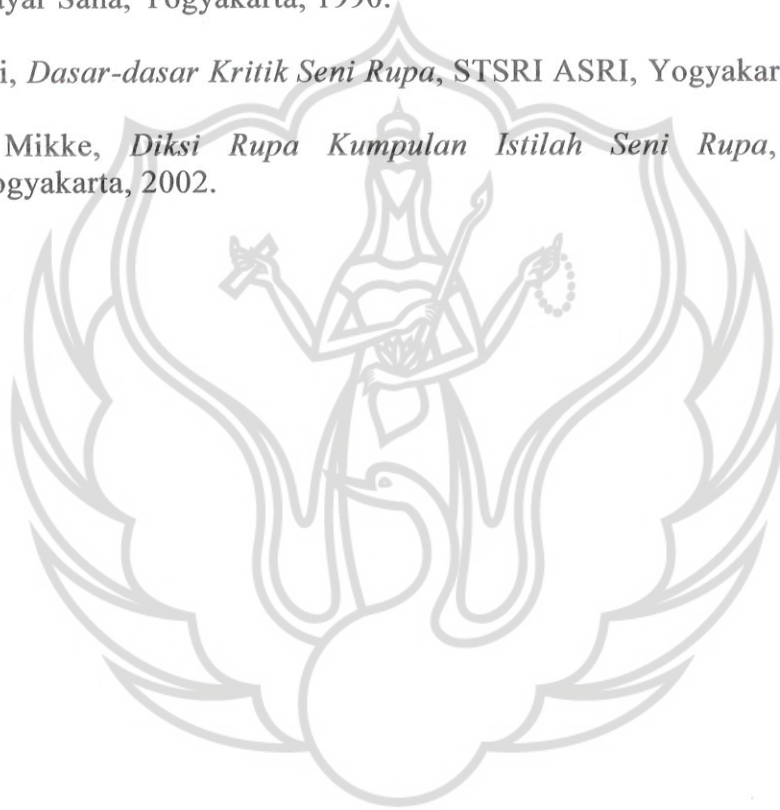 Yogyakarta, 1990.
i, Dasar-dasar Kritik Seni Rupa, STSRI ASRI, Yogyakar
Mikke, Diksi Rupa Kumpulan Istilah Seni Rupa,
ogyakarta, 2002.